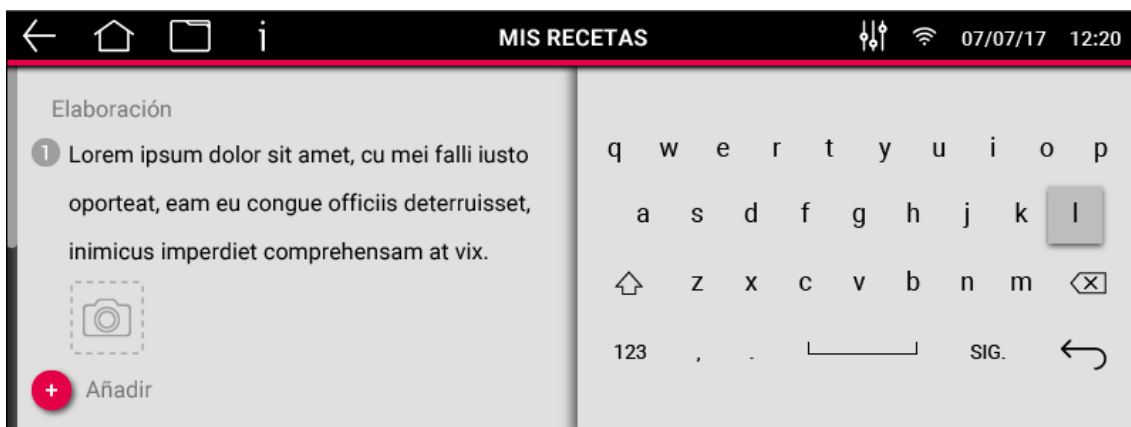 MIS RECETAS 07/07/17 12:20
Elaboración
1 Lorem ipsum dolor sit amet, cu mei falli iusto
oporteat, eam eu congue officiis deterruisset,
inimicus imperdiet comprehensam at vix.
+ Añadir
q w e r t y u i o p
a s d f g h j k l
z x c v b n m
123 , . SIG.